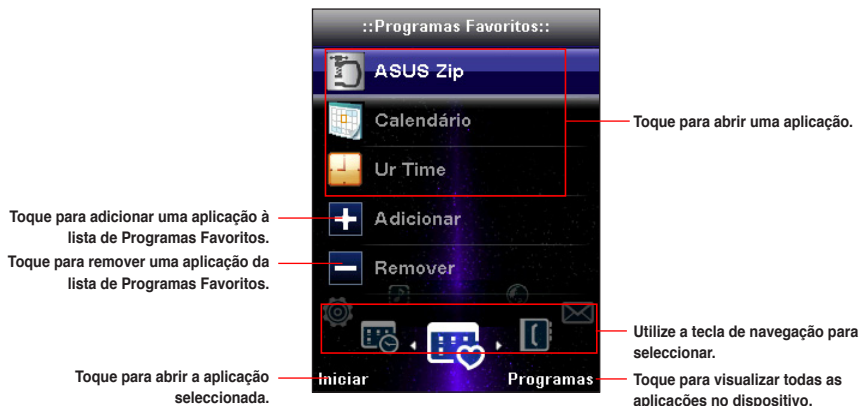 ::Programas Favoritos::
ASUS Zip
Calendário
Toque para abrir uma aplicação.
Ur Time
Toque para adicionar uma aplicação à
lista de Programas Favoritos.
Adicionar
Toque para remover uma aplicação da
lista de Programas Favoritos.
Remover
Utilize a tecla de navegação para
seleccionar.
Toque para abrir a aplicação
seleccionada.
Iniciar
Programas
Toque para visualizar todas as
aplicações no dispositivo.